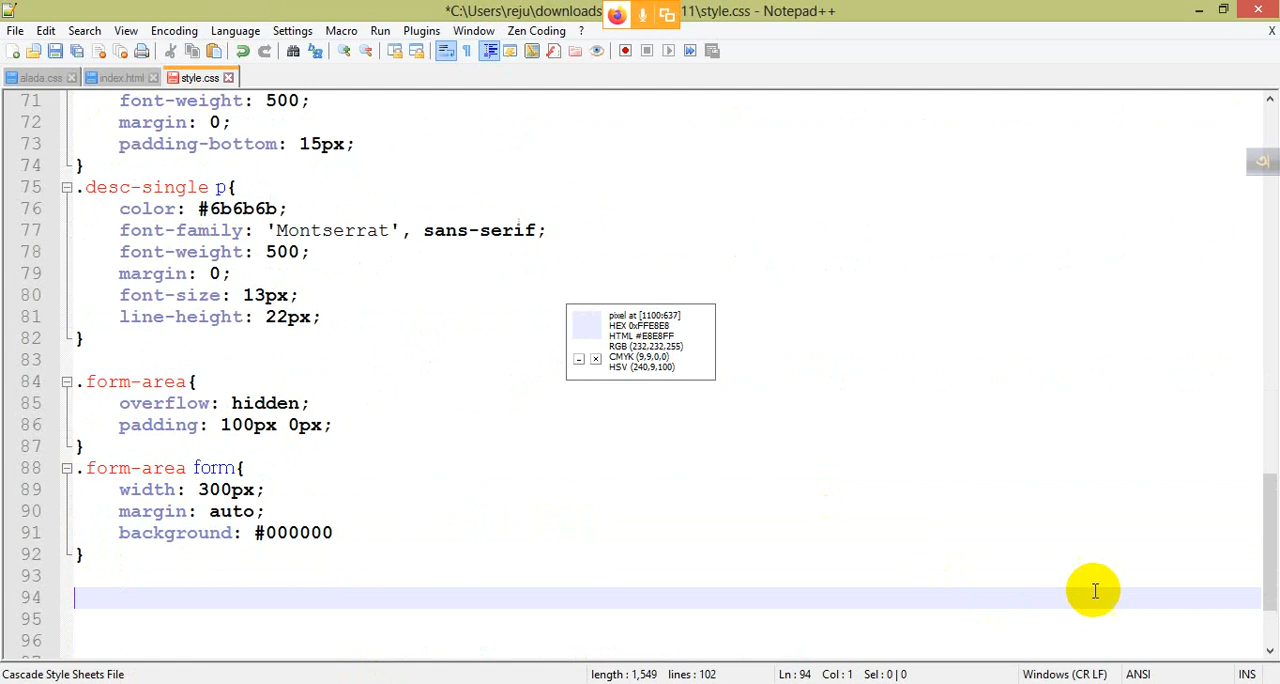 *C:\Users\reju\downloads 11\style.css - Notepad++
File Edit Search View Encoding Language Settings Macro Run Plugins Window Zen Coding ? X
alada.css index.html style.css
71 font-weight: 500;
72 margin: 0;
73 padding-bottom: 15px;
74 }
75 .desc-single p{
76 color: #6b6b6b;
77 font-family: 'Montserrat', sans-serif;
78 font-weight: 500;
79 margin: 0;
80 font-size: 13px;
81 line-height: 22px;
82 }
83
84 .form-area{
85 overflow: hidden;
86 padding: 100px 0px;
87 }
88 .form-area form{
89 width: 300px;
90 margin: auto;
91 background: #000000
92 }
93
94
95
96
pixel at [1100:637]
HEX 0xFFE8E8
HTML #E8E8FF
RGB (232,232,255)
CMYK (9,9,0,0)
HSV (240,9,100)
Cascade Style Sheets File length : 1,549 lines : 102 Ln : 94 Col : 1 Sel : 0 | 0 Windows (CR LF) ANSI INS